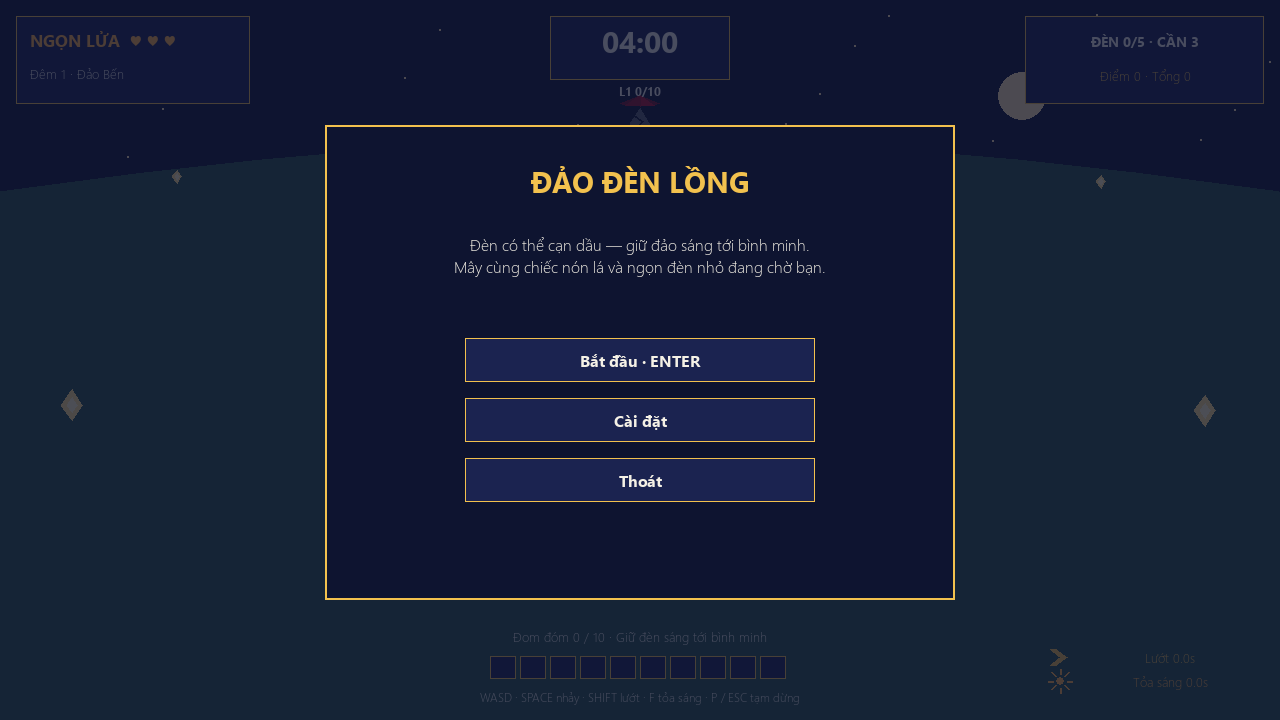 NGỌN LỬA ♥ ♥ ♥
Đêm 1 · Đảo Bến
04:00
L1 0/10
ĐÈN 0/5 · CẦN 3
Điểm 0 · Tổng 0
ĐẢO ĐÈN LỒNG
Đèn có thể cạn dầu — giữ đảo sáng tới bình minh.
Mây cùng chiếc nón lá và ngọn đèn nhỏ đang chờ bạn.
Bắt đầu · ENTER
Cài đặt
Thoát
Đom đóm 0 / 10 · Giữ đèn sáng tới bình minh
WASD · SPACE nhảy · SHIFT lướt · F tỏa sáng · P / ESC tạm dừng
Lướt 0.0s
Tỏa sáng 0.0s